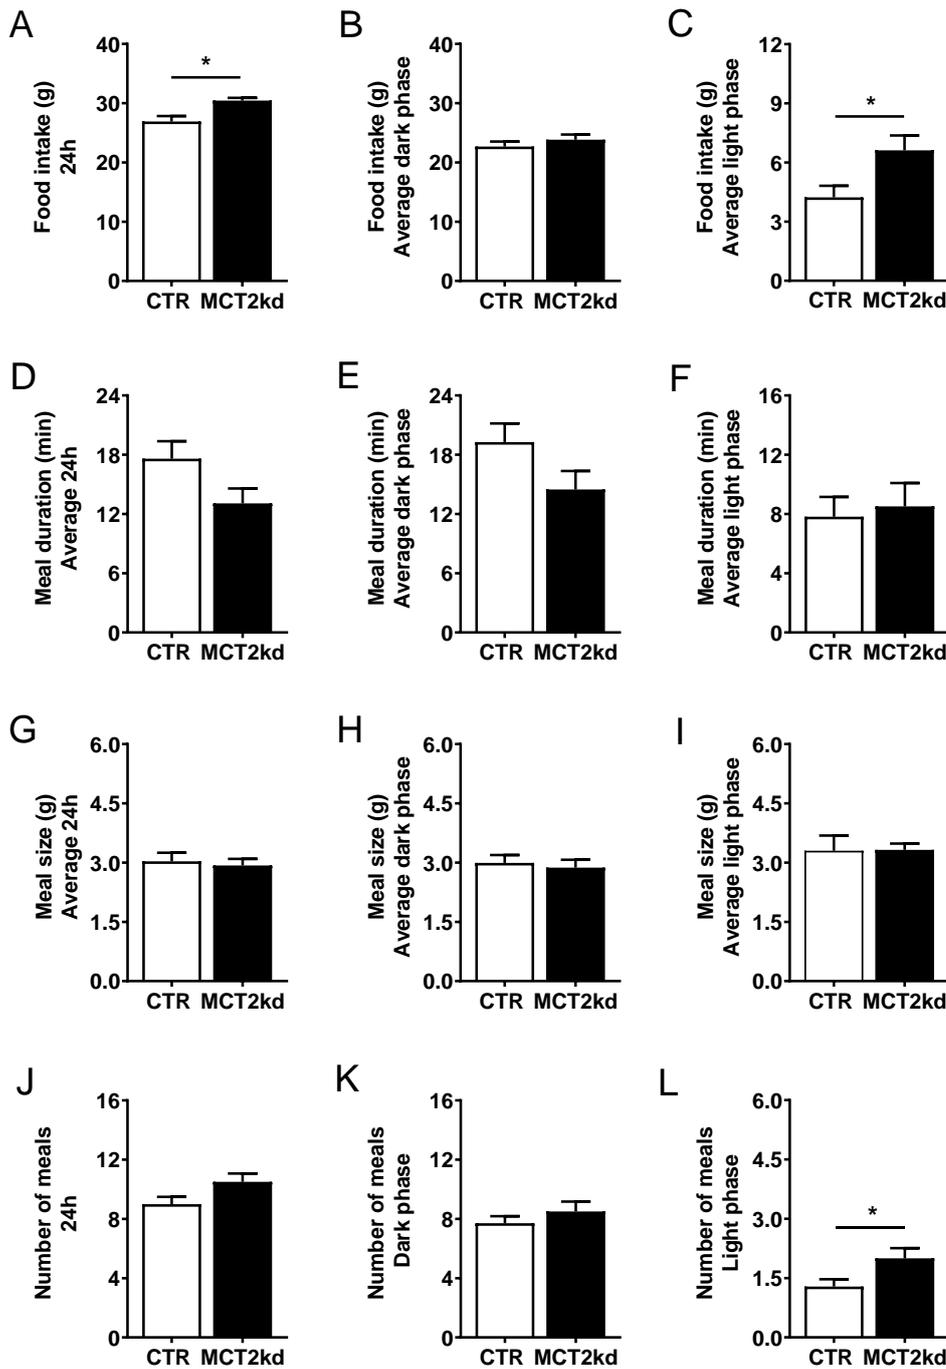 A
B
C
Food intake (g)
24h
40
30
20
10
0
*
CTR MCT2kd
Food intake (g)
Average dark phase
40
30
20
10
0
CTR MCT2kd
Food intake (g)
Average light phase
12
9
6
3
0
*
CTR MCT2kd
D
E
F
Meal duration (min)
Average 24h
24
18
12
6
0
CTR MCT2kd
Meal duration (min)
Average dark phase
24
18
12
6
0
CTR MCT2kd
Meal duration (min)
Average light phase
16
12
8
4
0
CTR MCT2kd
G
H
I
Meal size (g)
Average 24h
6.0
4.5
3.0
1.5
0.0
CTR MCT2kd
Meal size (g)
Average dark phase
6.0
4.5
3.0
1.5
0.0
CTR MCT2kd
Meal size (g)
Average light phase
6.0
4.5
3.0
1.5
0.0
CTR MCT2kd
J
K
L
Number of meals
24h
16
12
8
4
0
CTR MCT2kd
Number of meals
Dark phase
16
12
8
4
0
CTR MCT2kd
Number of meals
Light phase
6.0
4.5
3.0
1.5
0.0
*
CTR MCT2kd